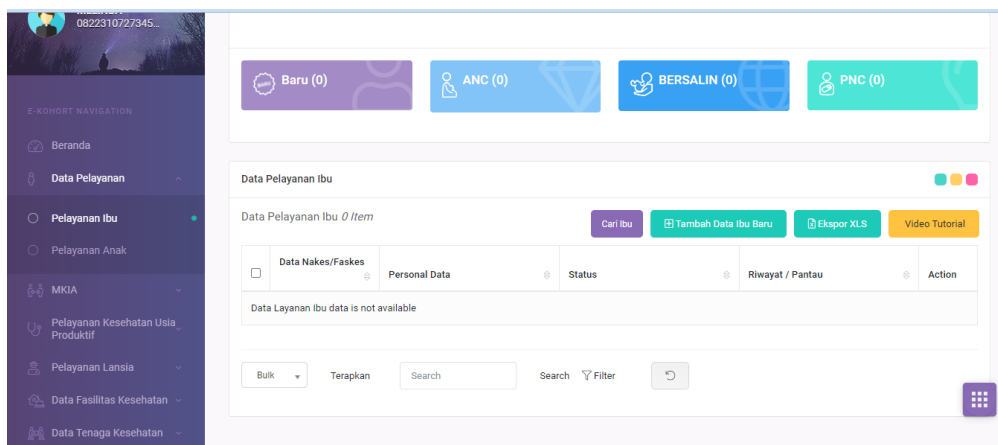 0822310727345...
E-KOHORT NAVIGATION
Beranda
Data Pelayanan
Pelayanan Ibu
Pelayanan Anak
MKIA
Pelayanan Kesehatan Usia
Produktif
Pelayanan Lansia
Data Fasilitas Kesehatan
Data Tenaga Kesehatan
Baru (0)
ANC (0)
BERSALIN (0)
PNC (0)
Data Pelayanan Ibu
Data Pelayanan Ibu 0 Item
Cari Ibu
Tambah Data Ibu Baru
Ekspor XLS
Video Tutorial
Data Nakes/Faskes
Personal Data
Status
Riwayat / Pantau
Action
Data Layanan Ibu data is not available
Bulk
Terapkan
Search
Search
Filter